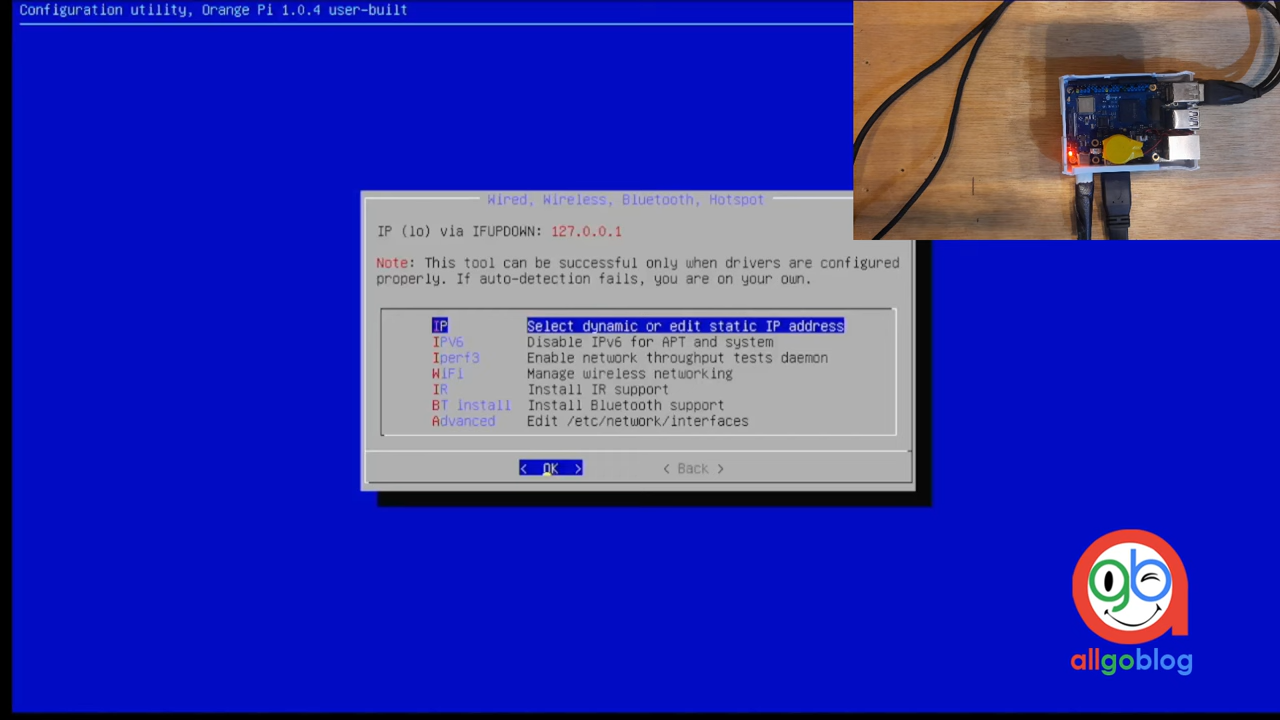 Configuration utility, Orange Pi 1.0.4 user-built
Wired, Wireless, Bluetooth, Hotspot
IP (lo) via IFUPDOWN: 127.0.0.1
Note: This tool can be successful only when drivers are configured
properly. If auto-detection fails, you are on your own.
IP Select dynamic or edit static IP address
IPV6 Disable IPv6 for APT and system
Iperf3 Enable network throughput tests daemon
WiFi Manage wireless networking
IR Install IR support
BT install Install Bluetooth support
Advanced Edit /etc/network/interfaces
< OK > < Back >
agb
allgoblog